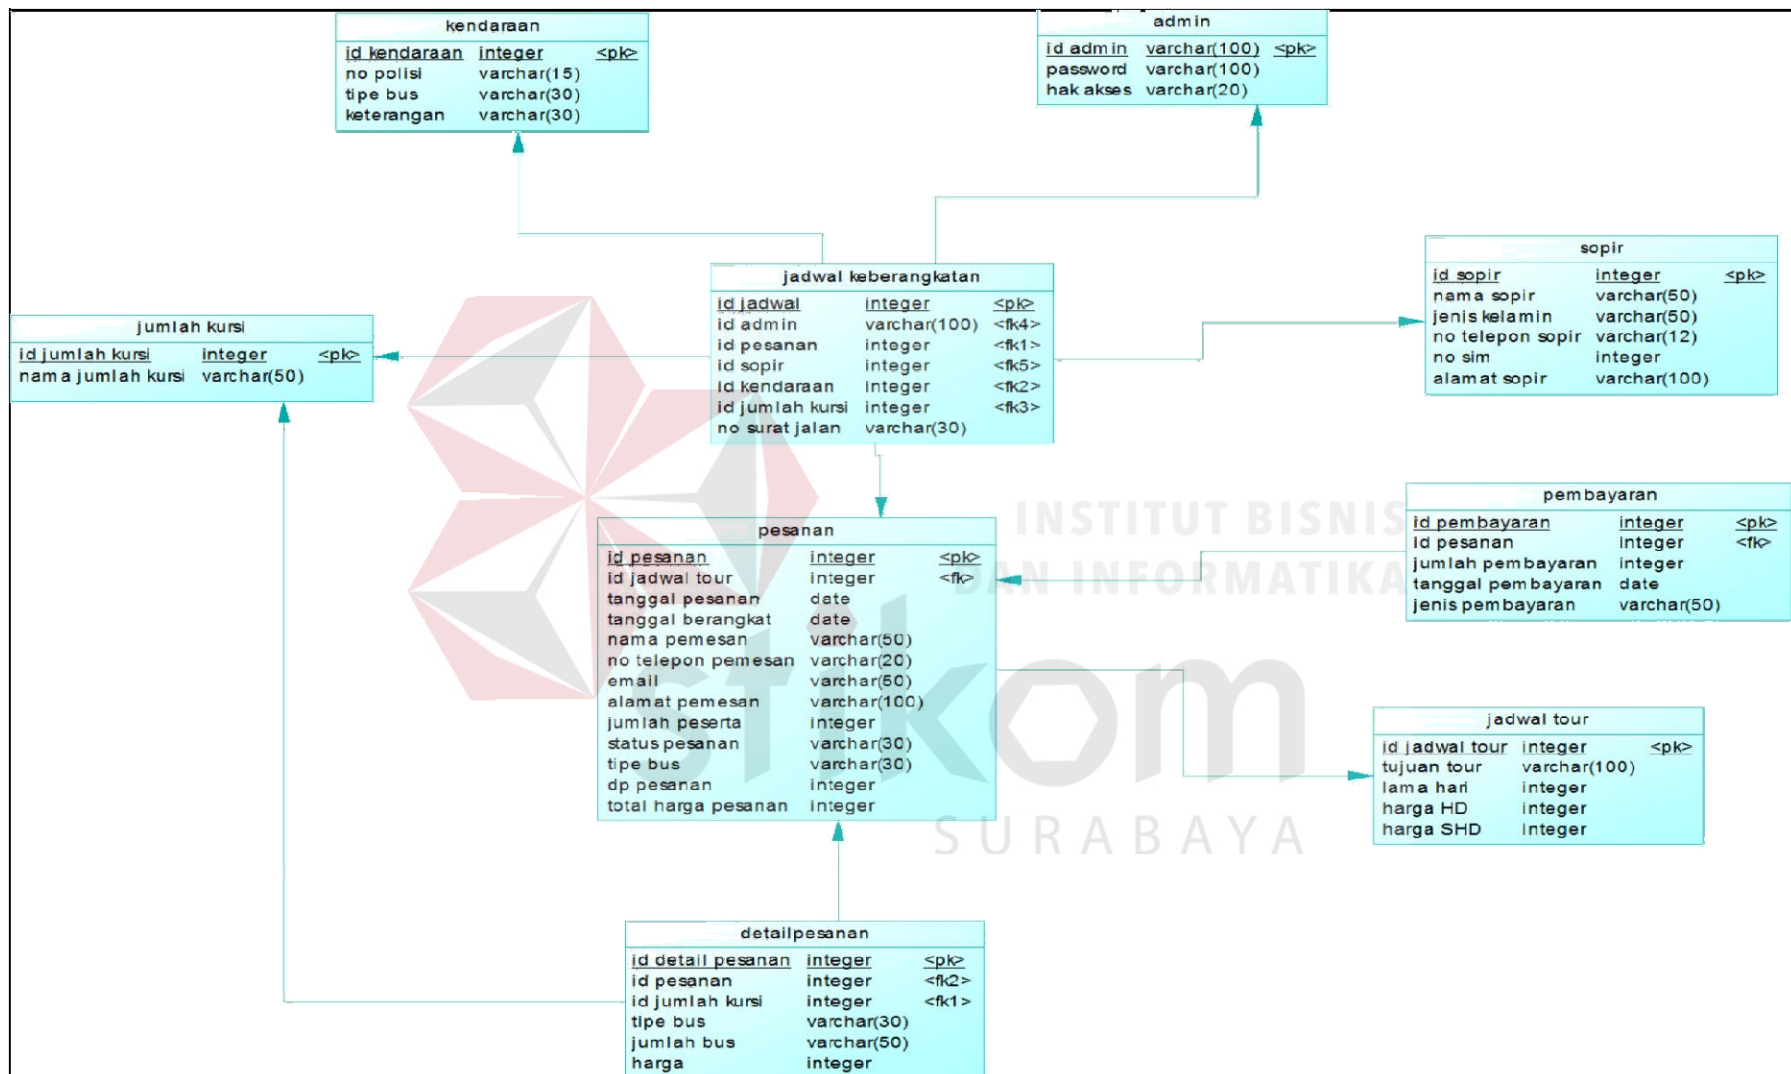 kendaraan
id kendaraan integer <pk>
no polisi varchar(15)
tipe bus varchar(30)
keterangan varchar(30)
admin
id admin varchar(100) <pk>
password varchar(100)
hak akses varchar(20)
sopir
id sopir integer <pk>
nama sopir varchar(50)
jenis kelamin varchar(50)
no telepon sopir varchar(12)
no sim integer
alamat sopir varchar(100)
jadwal keberangkatan
id jadwal integer <pk>
id admin varchar(100) <fk4>
id pesanan integer <fk1>
id sopir integer <fk5>
id kendaraan integer <fk2>
id jumlah kursi integer <fk3>
no surat jalan varchar(30)
jumlah kursi
id jumlah kursi integer <pk>
nama jumlah kursi varchar(50)
pesanan
id pesanan integer <pk>
id jadwal tour integer <fk>
tanggal pesanan date
tanggal berangkat date
nama pemesan varchar(50)
no telepon pemesan varchar(20)
email varchar(50)
alamat pemesan varchar(100)
jumlah peserta integer
status pesanan varchar(30)
tipe bus varchar(30)
dp pesanan integer
total harga pesanan integer
pembayaran
id pembayaran integer <pk>
id pesanan integer <fk>
jumlah pembayaran integer
tanggal pembayaran date
jenis pembayaran varchar(50)
jadwal tour
id jadwal tour integer <pk>
tujuan tour varchar(100)
lama hari integer
harga HD integer
harga SHD integer
detailpesanan
id detail pesanan integer <pk>
id pesanan integer <fk2>
id jumlah kursi integer <fk1>
tipe bus varchar(30)
jumlah bus varchar(50)
harga integer
INSTITUT BISNIS
DAN INFORMATIKA
stikom
SURABAYA